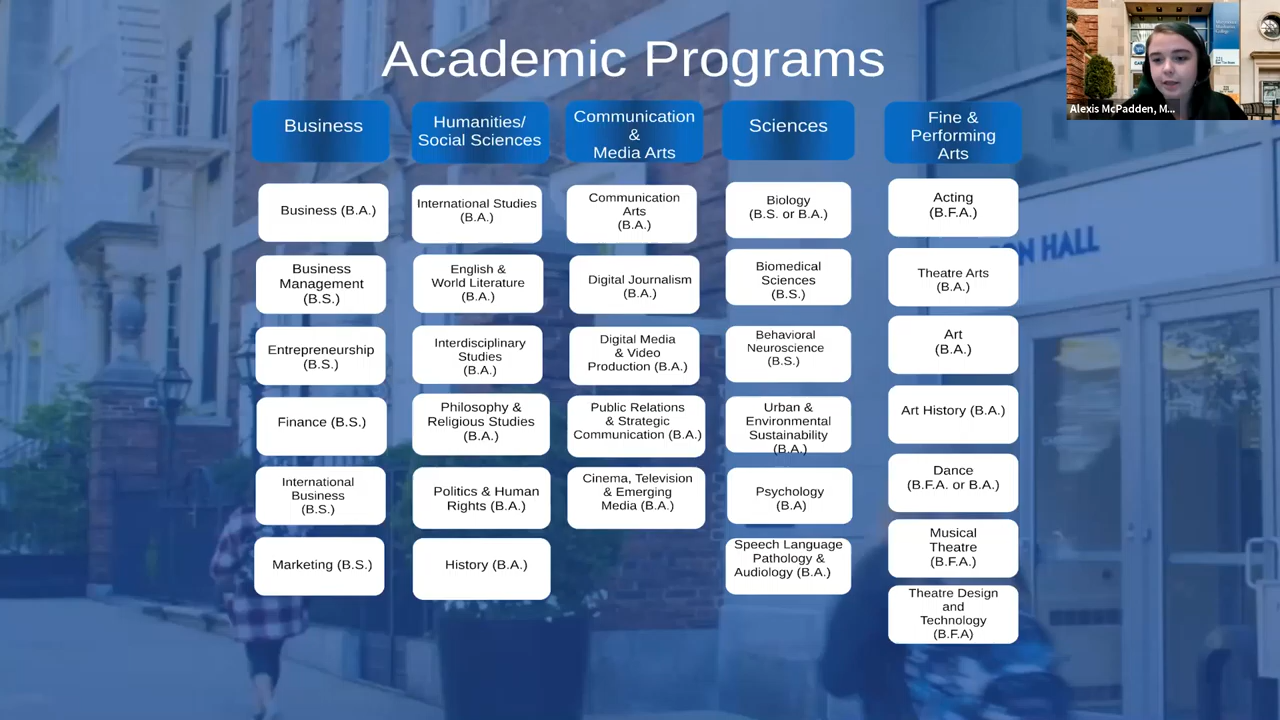 Academic Programs
Business
Business (B.A.)
Business
Management
(B.S.)
Entrepreneurship
(B.S.)
Finance (B.S.)
International
Business
(B.S.)
Marketing (B.S.)
Humanities/
Social Sciences
International Studies
(B.A.)
English &
World Literature
(B.A.)
Interdisciplinary
Studies
(B.A.)
Philosophy &
Religious Studies
(B.A.)
Politics & Human
Rights (B.A.)
History (B.A.)
Communication
&
Media Arts
Communication
Arts
(B.A.)
Digital Journalism
(B.A.)
Digital Media
& Video
Production (B.A.)
Public Relations
& Strategic
Communication (B.A.)
Cinema, Television
& Emerging
Media (B.A.)
Sciences
Biology
(B.S. or B.A.)
Biomedical
Sciences
(B.S.)
Behavioral
Neuroscience
(B.S.)
Urban &
Environmental
Sustainability
(B.A.)
Psychology
(B.A)
Speech Language
Pathology &
Audiology (B.A.)
Fine &
Performing
Arts
Acting
(B.F.A.)
Theatre Arts
(B.A.)
Art
(B.A.)
Art History (B.A.)
Dance
(B.F.A. or B.A.)
Musical
Theatre
(B.F.A.)
Theatre Design
and
Technology
(B.F.A)
HALL
Alexis McPadden, M...